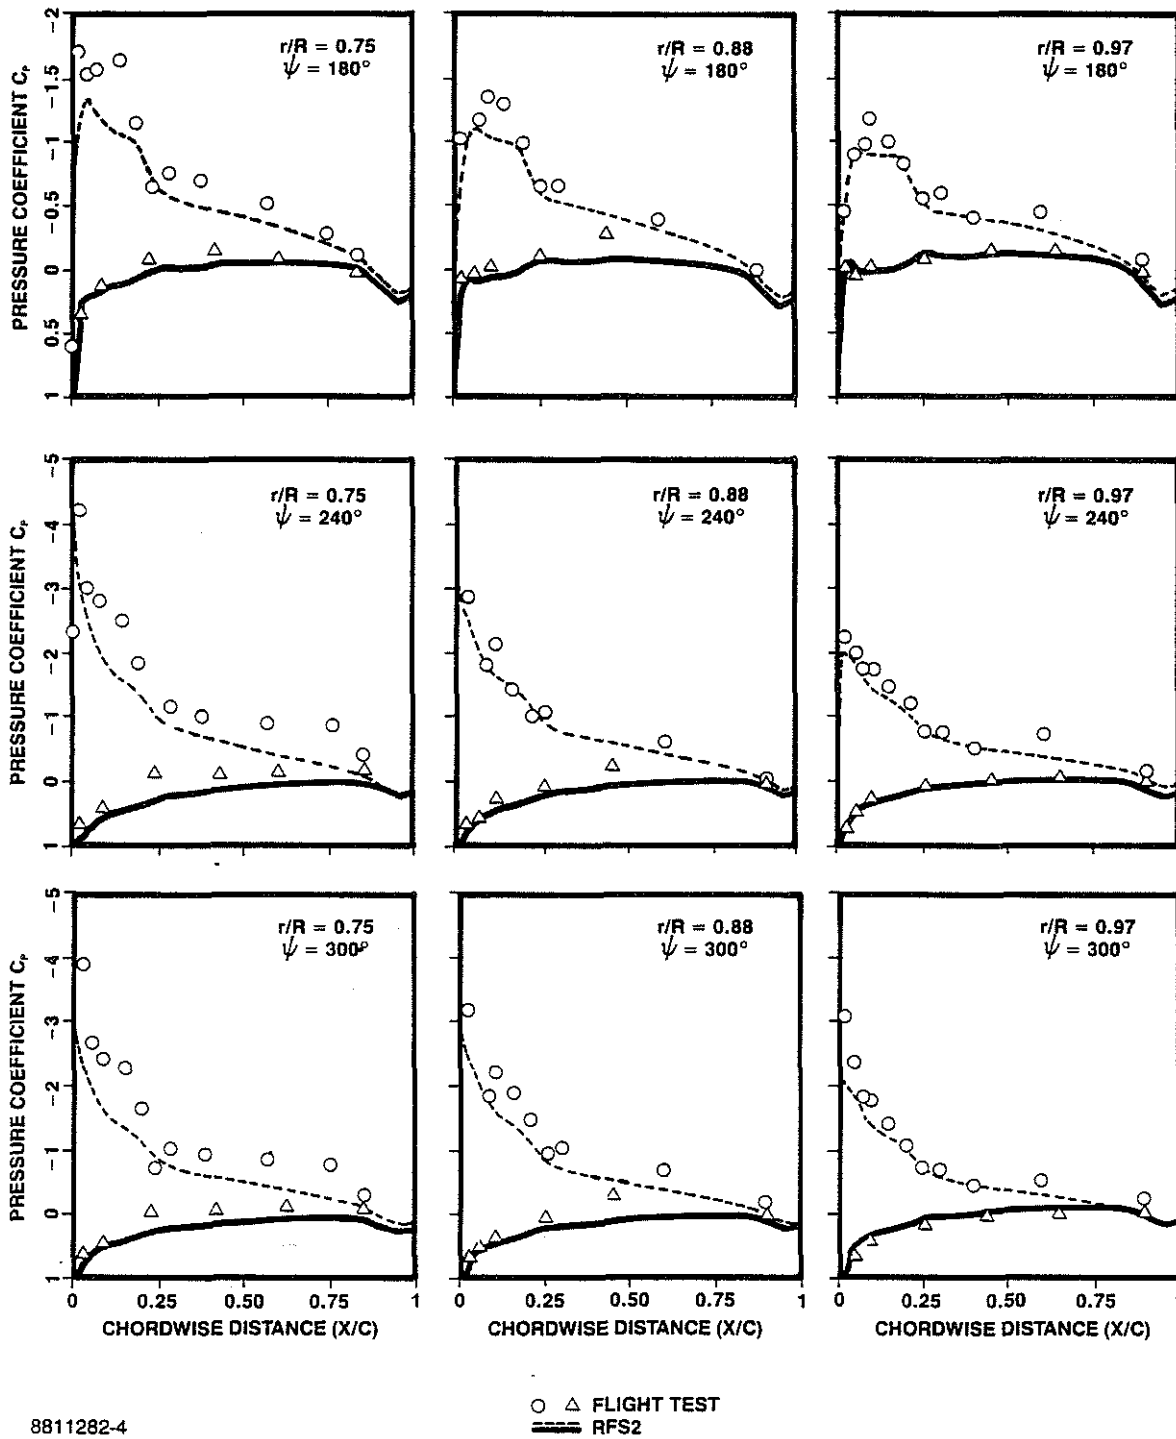 PRESSURE COEFFICIENT Cₚ
-2
-1.5
-1
-0.5
0
0.5
1
r/R = 0.75
ψ = 180°
r/R = 0.88
ψ = 180°
r/R = 0.97
ψ = 180°
PRESSURE COEFFICIENT Cₚ
-5
-4
-3
-2
-1
0
1
r/R = 0.75
ψ = 240°
r/R = 0.88
ψ = 240°
r/R = 0.97
ψ = 240°
PRESSURE COEFFICIENT Cₚ
-5
-4
-3
-2
-1
0
1
r/R = 0.75
ψ = 300°
r/R = 0.88
ψ = 300°
r/R = 0.97
ψ = 300°
0 0.25 0.50 0.75 1
CHORDWISE DISTANCE (X/C)
0 0.25 0.50 0.75 1
CHORDWISE DISTANCE (X/C)
0 0.25 0.50 0.75
CHORDWISE DISTANCE (X/C)
FLIGHT TEST
RFS2
8811282-4